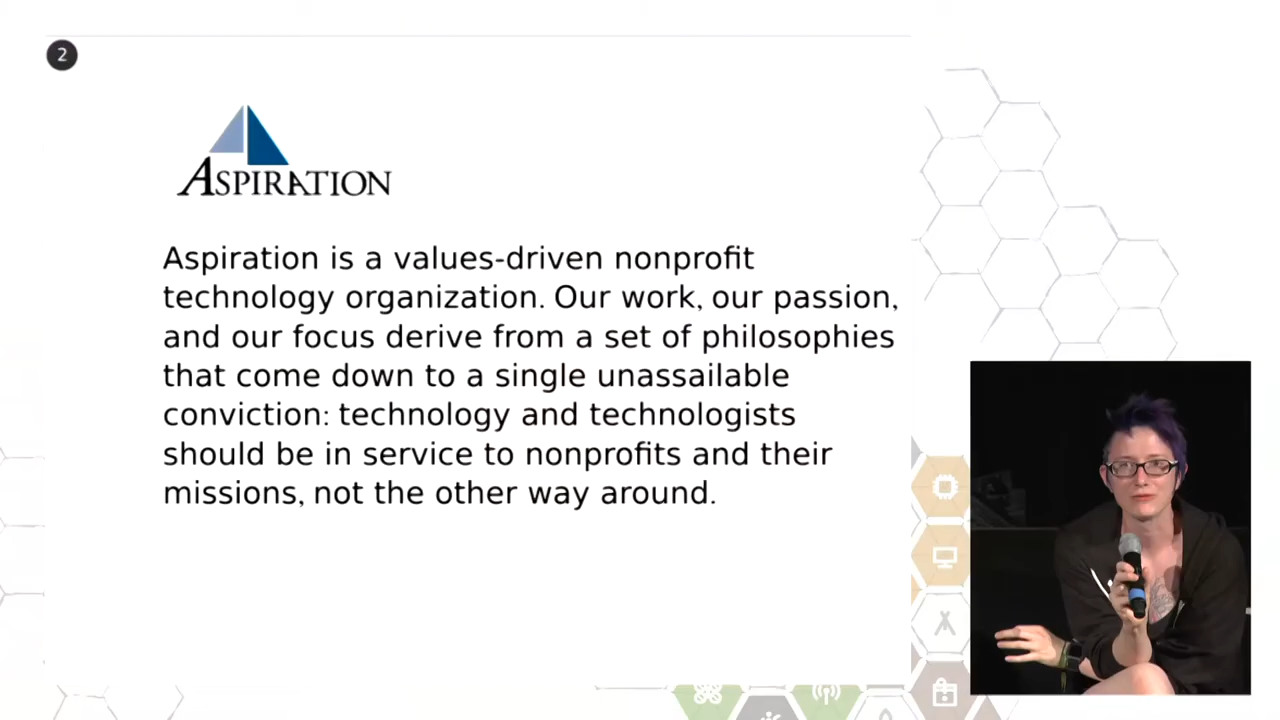 2
ASPIRATION
Aspiration is a values-driven nonprofit
technology organization. Our work, our passion,
and our focus derive from a set of philosophies
that come down to a single unassailable
conviction: technology and technologists
should be in service to nonprofits and their
missions, not the other way around.